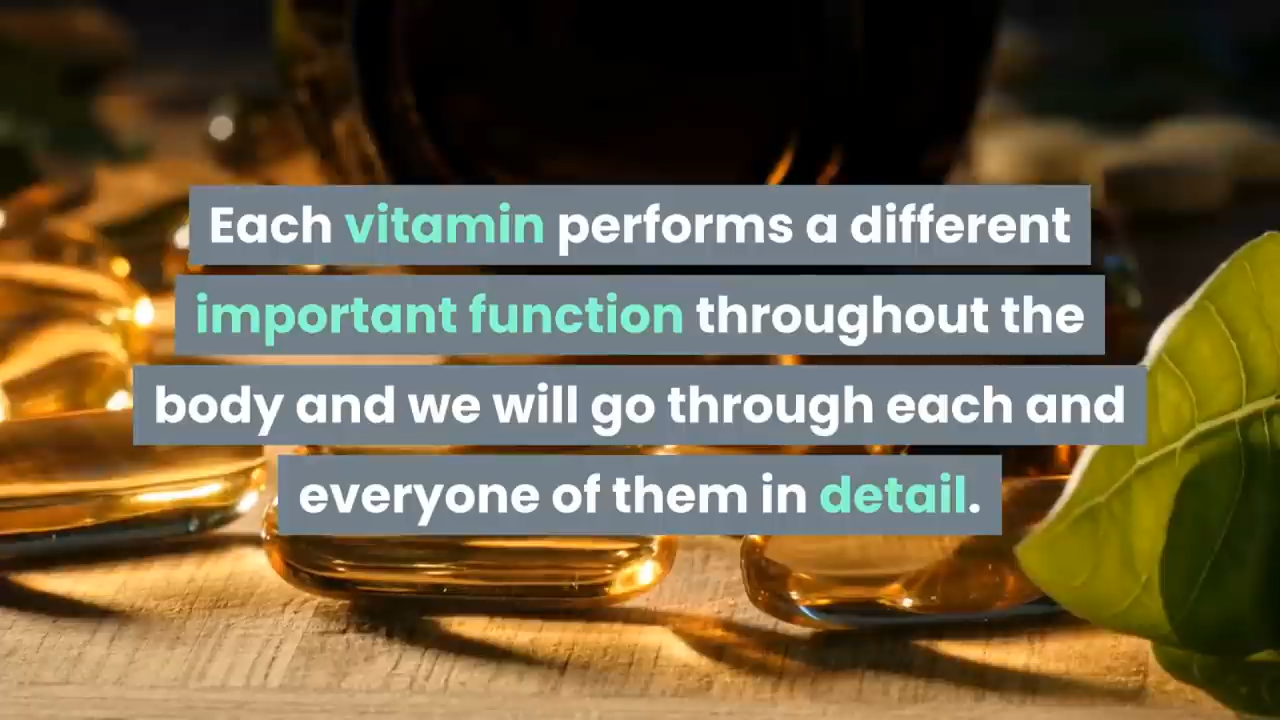 Each vitamin performs a different
important function throughout the
body and we will go through each and
everyone of them in detail.